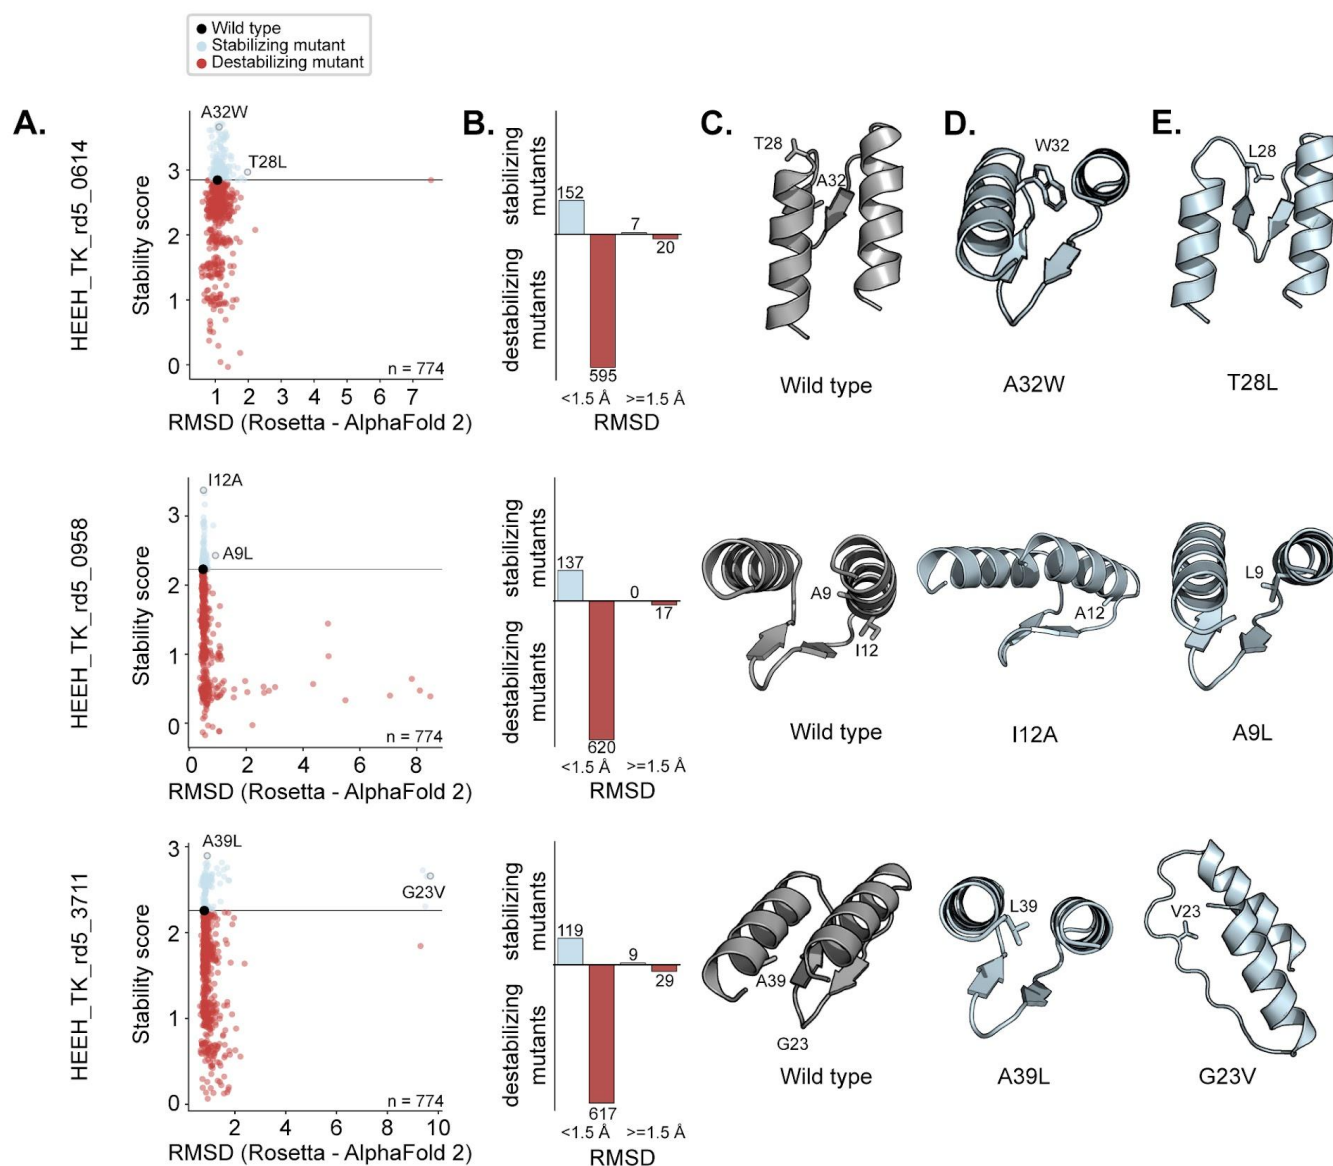 Wild type
Stabilizing mutant
Destabilizing mutant
A.
B.
C.
D.
E.
HEEH_TK_rd5_0614
Stability score
3
2
1
0
A32W
T28L
n = 774
1 2 3 4 5 6 7
RMSD (Rosetta - AlphaFold 2)
stabilizing
mutants
destabilizing
mutants
152
7
20
595
<1.5 Å >=1.5 Å
RMSD
T28
A32
Wild type
W32
A32W
L28
T28L
HEEH_TK_rd5_0958
Stability score
3
2
1
0
I12A
A9L
n = 774
0 2 4 6 8
RMSD (Rosetta - AlphaFold 2)
stabilizing
mutants
destabilizing
mutants
137
0
17
620
<1.5 Å >=1.5 Å
RMSD
A9
I12
Wild type
A12
I12A
L9
A9L
HEEH_TK_rd5_3711
Stability score
3
2
1
0
A39L
G23V
n = 774
2 4 6 8 10
RMSD (Rosetta - AlphaFold 2)
stabilizing
mutants
destabilizing
mutants
119
9
29
617
<1.5 Å >=1.5 Å
RMSD
A39
G23
Wild type
L39
A39L
V23
G23V